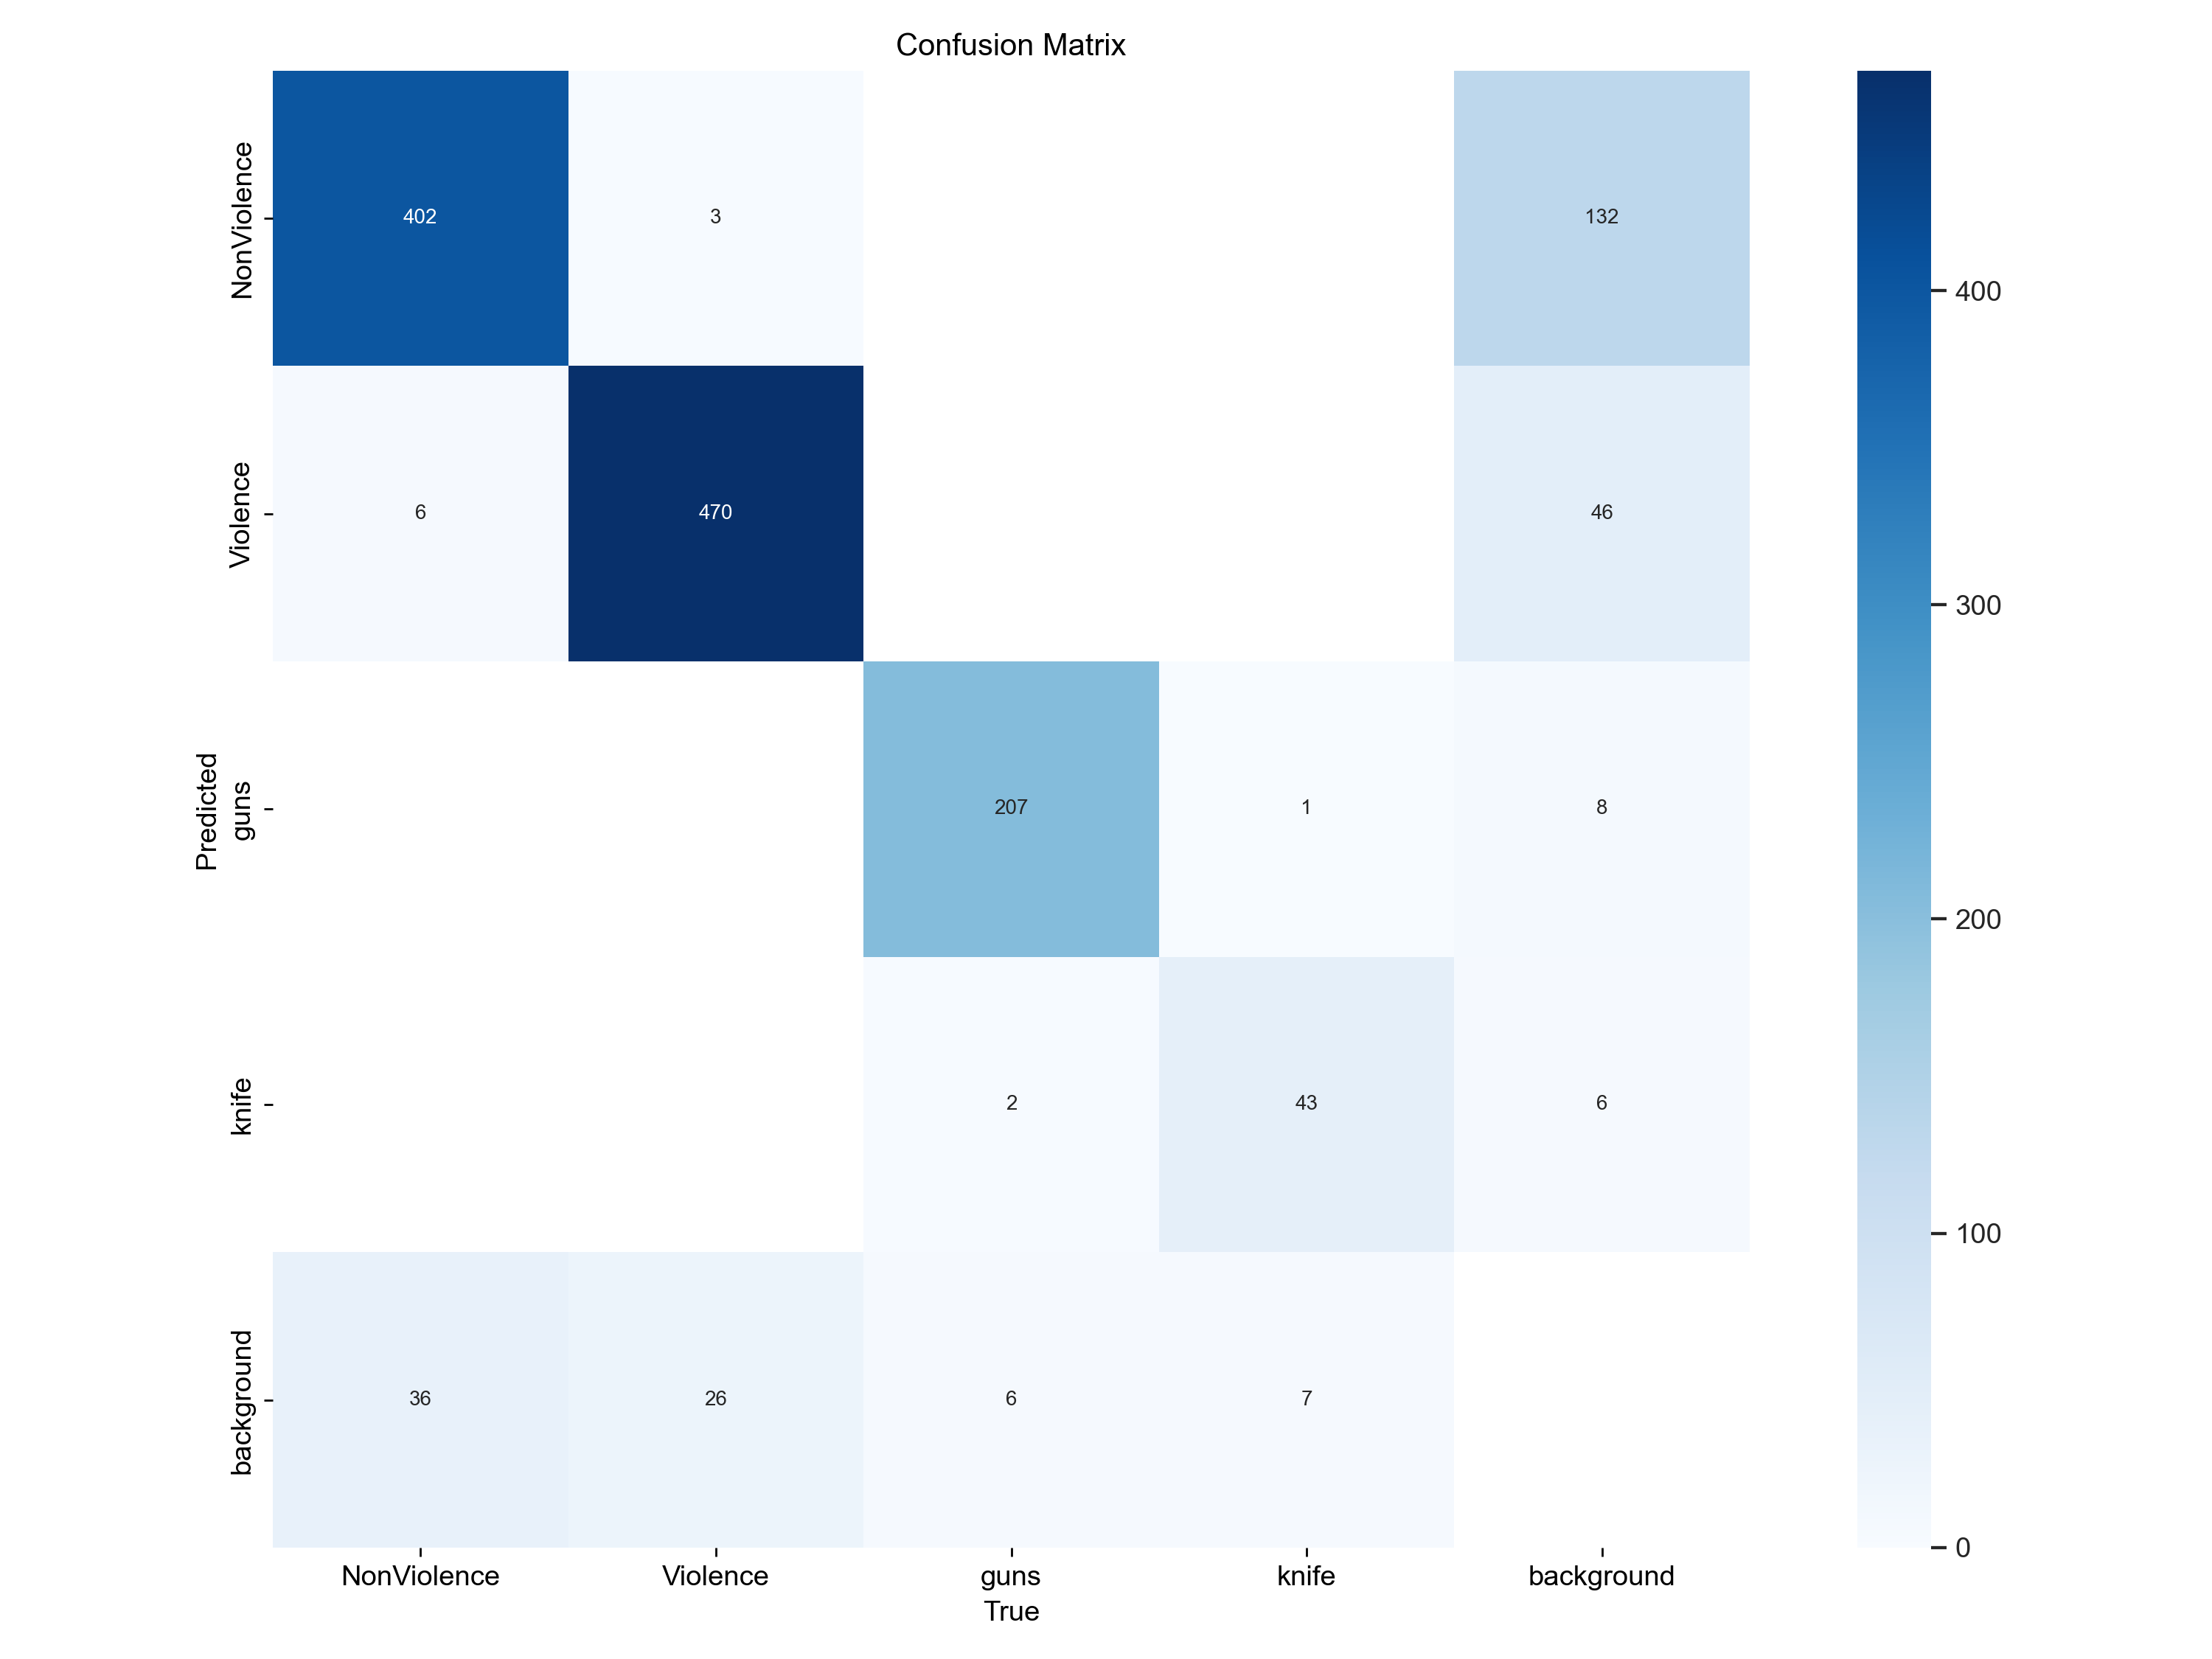 Confusion Matrix
NonViolence
402
3
132
Violence
6
470
46
Predicted
guns
207
1
8
knife
2
43
6
background
36
26
6
7
NonViolence
Violence
guns
knife
background
True
400
300
200
100
0